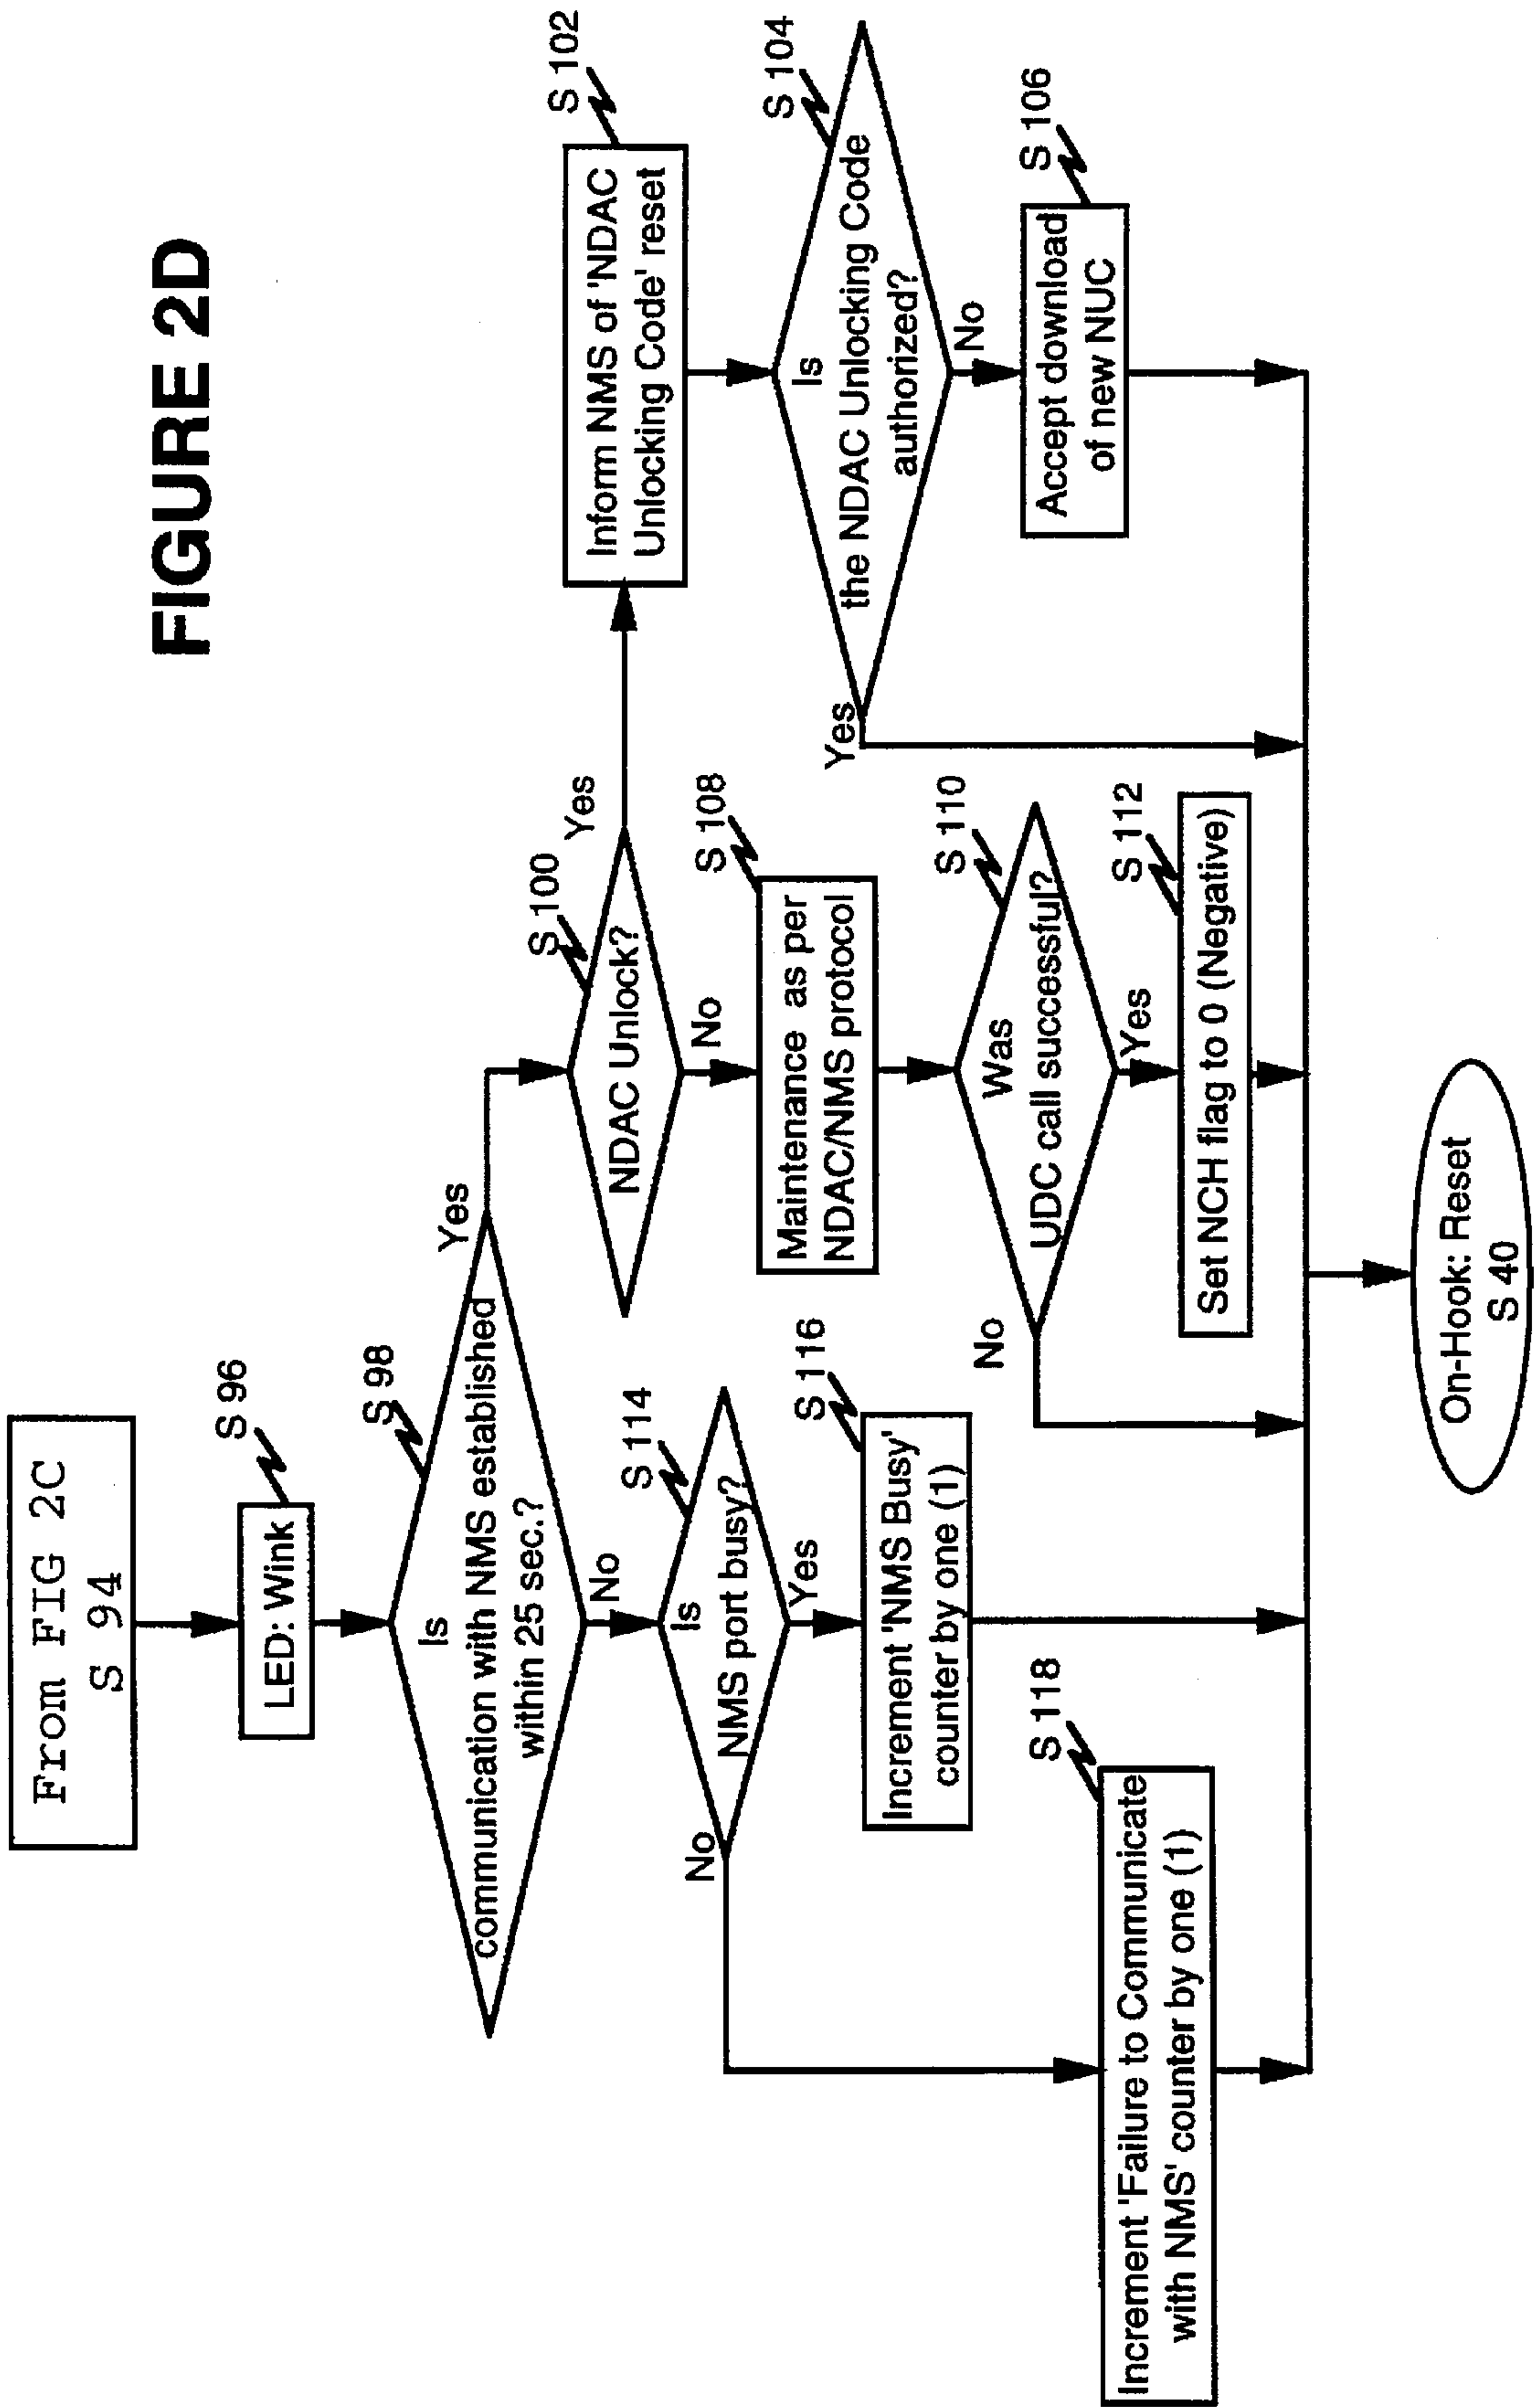 FIGURE 2D
From FIG 2C
S 94
S 96
LED: Wink
S 98
Is
communication with NMS established
within 25 sec.?
Yes
No
S 100
NDAC Unlock?
Yes
No
S 102
Inform NMS of 'NDAC
Unlocking Code' reset
S 104
Is
the NDAC Unlocking Code
authorized?
Yes
No
S 106
Accept download
of new NUC
S 108
Maintenance as per
NDAC/NMS protocol
S 110
Was
UDC call successful?
No
Yes
S 112
Set NCH flag to 0 (Negative)
S 114
Is
NMS port busy?
No
Yes
S 116
Increment 'NMS Busy'
counter by one (1)
S 118
Increment 'Failure to Communicate
with NMS' counter by one (1)
On-Hook: Reset
S 40